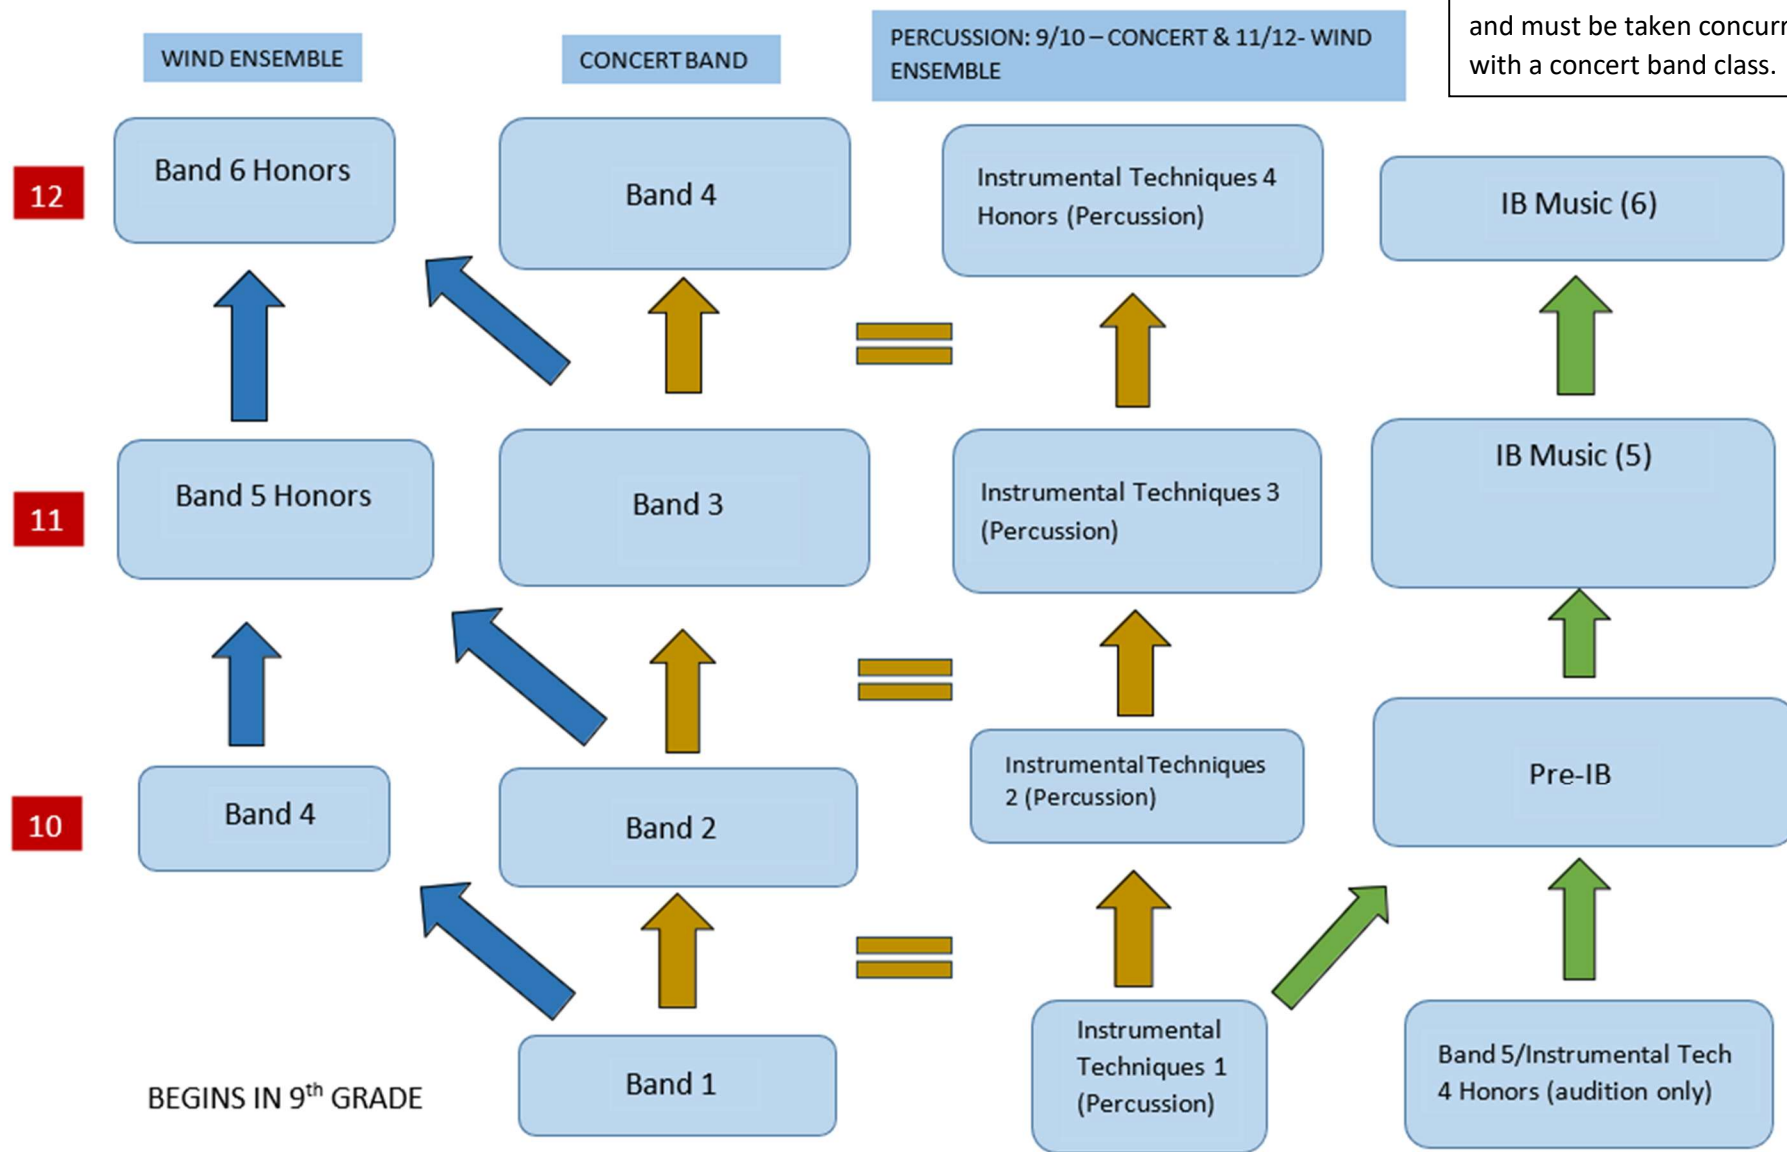 and must be taken concurr
with a concert band class.
WIND ENSEMBLE
CONCERT BAND
PERCUSSION: 9/10 – CONCERT & 11/12- WIND
ENSEMBLE
12
Band 6 Honors
Band 4
Instrumental Techniques 4
Honors (Percussion)
IB Music (6)
11
Band 5 Honors
Band 3
Instrumental Techniques 3
(Percussion)
IB Music (5)
10
Band 4
Band 2
Instrumental Techniques
2 (Percussion)
Pre-IB
BEGINS IN 9th GRADE
Band 1
Instrumental
Techniques 1
(Percussion)
Band 5/Instrumental Tech
4 Honors (audition only)